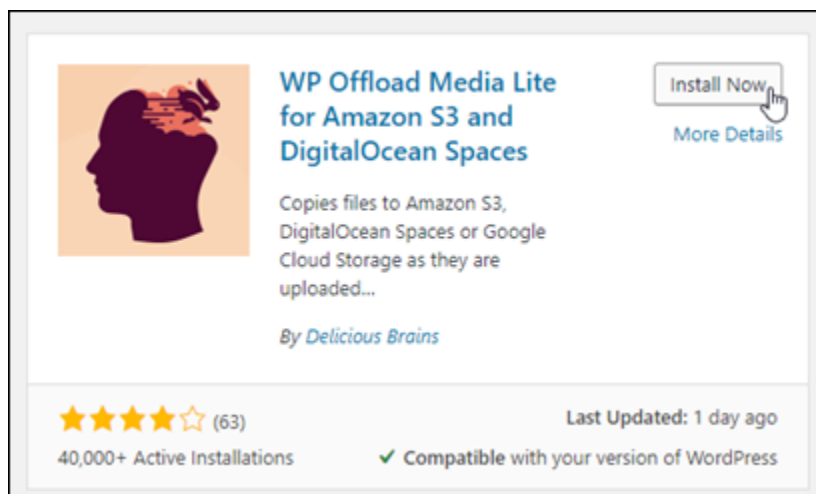 WP Offload Media Lite
for Amazon S3 and
DigitalOcean Spaces
Install Now
More Details
Copies files to Amazon S3,
DigitalOcean Spaces or Google
Cloud Storage as they are
uploaded...
By Delicious Brains
(63)
Last Updated: 1 day ago
40,000+ Active Installations
✓ Compatible with your version of WordPress